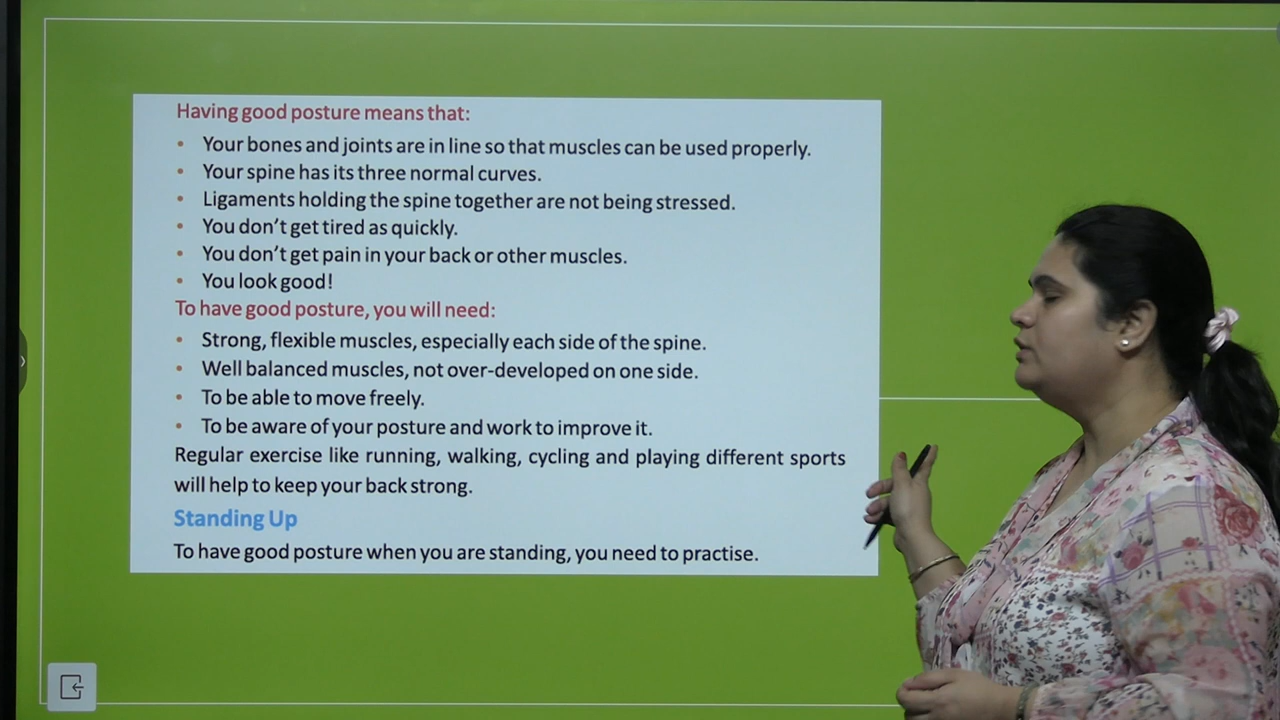 Having good posture means that:
• Your bones and joints are in line so that muscles can be used properly.
• Your spine has its three normal curves.
• Ligaments holding the spine together are not being stressed.
• You don't get tired as quickly.
• You don't get pain in your back or other muscles.
• You look good!
To have good posture, you will need:
• Strong, flexible muscles, especially each side of the spine.
• Well balanced muscles, not over-developed on one side.
• To be able to move freely.
• To be aware of your posture and work to improve it.
Regular exercise like running, walking, cycling and playing different sports
will help to keep your back strong.
Standing Up
To have good posture when you are standing, you need to practise.